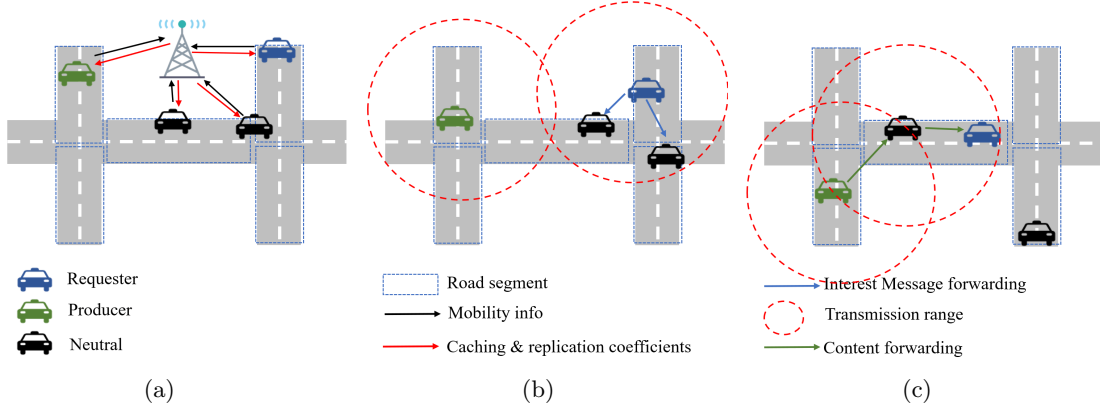 Requester
Producer
Neutral
Road segment
Mobility info
Caching & replication coefficients
Interest Message forwarding
Transmission range
Content forwarding
(a)
(b)
(c)